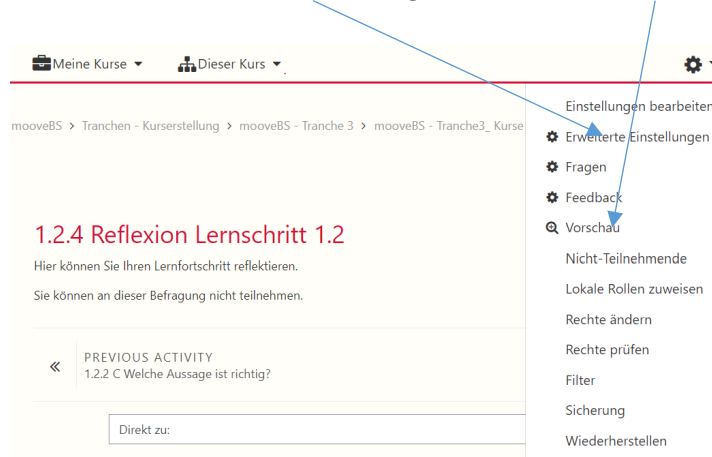 Meine Kurse Dieser Kurs
mooveBS > Tranchen - Kurserstellung > mooveBS - Tranche 3 > mooveBS - Tranche3_ Kurse
1.2.4 Reflexion Lernschritt 1.2
Hier können Sie Ihren Lernfortschritt reflektieren.
Sie können an dieser Befragung nicht teilnehmen.
«
PREVIOUS ACTIVITY
1.2.2 C Welche Aussage ist richtig?
Direkt zu:
Einstellungen bearbeiten
Erweiterte Einstellungen
Fragen
Feedback
Vorschau
Nicht-Teilnehmende
Lokale Rollen zuweisen
Rechte ändern
Rechte prüfen
Filter
Sicherung
Wiederherstellen